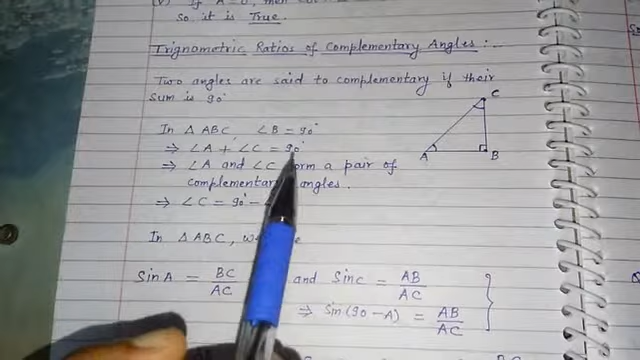 so it is True.
Trignometric Ratios of Complementary Angles :-
Two angles are said to complementary if their
sum is 90°
In △ ABC, ∠B = 90°
⇒ ∠A + ∠C = 90°
⇒ ∠A and ∠C form a pair of
complementary angles.
⇒ ∠C = 90° -
In △ ABC,
C
A
B
Sin A = BC/AC and Sin C = AB/AC
⇒ Sin(90 - A) = AB/AC